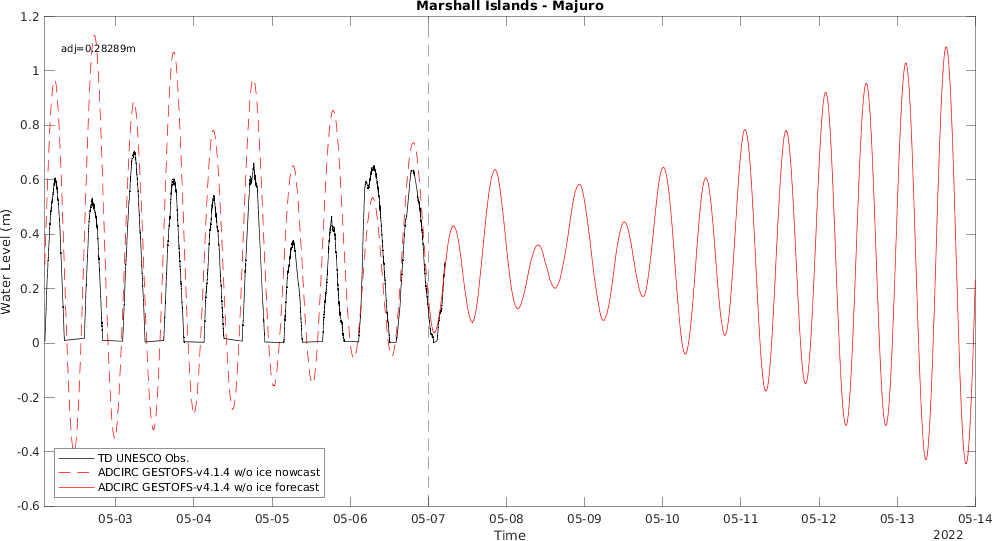 Marshall Islands - Majuro
adj=0.28289m
Water Level (m)
1.2
1
0.8
0.6
0.4
0.2
0
-0.2
-0.4
-0.6
TD UNESCO Obs.
ADCIRC GESTOFS-v4.1.4 w/o ice nowcast
ADCIRC GESTOFS-v4.1.4 w/o ice forecast
05-03 05-04 05-05 05-06 05-07 05-08 05-09 05-10 05-11 05-12 05-13 05-14
Time
2022